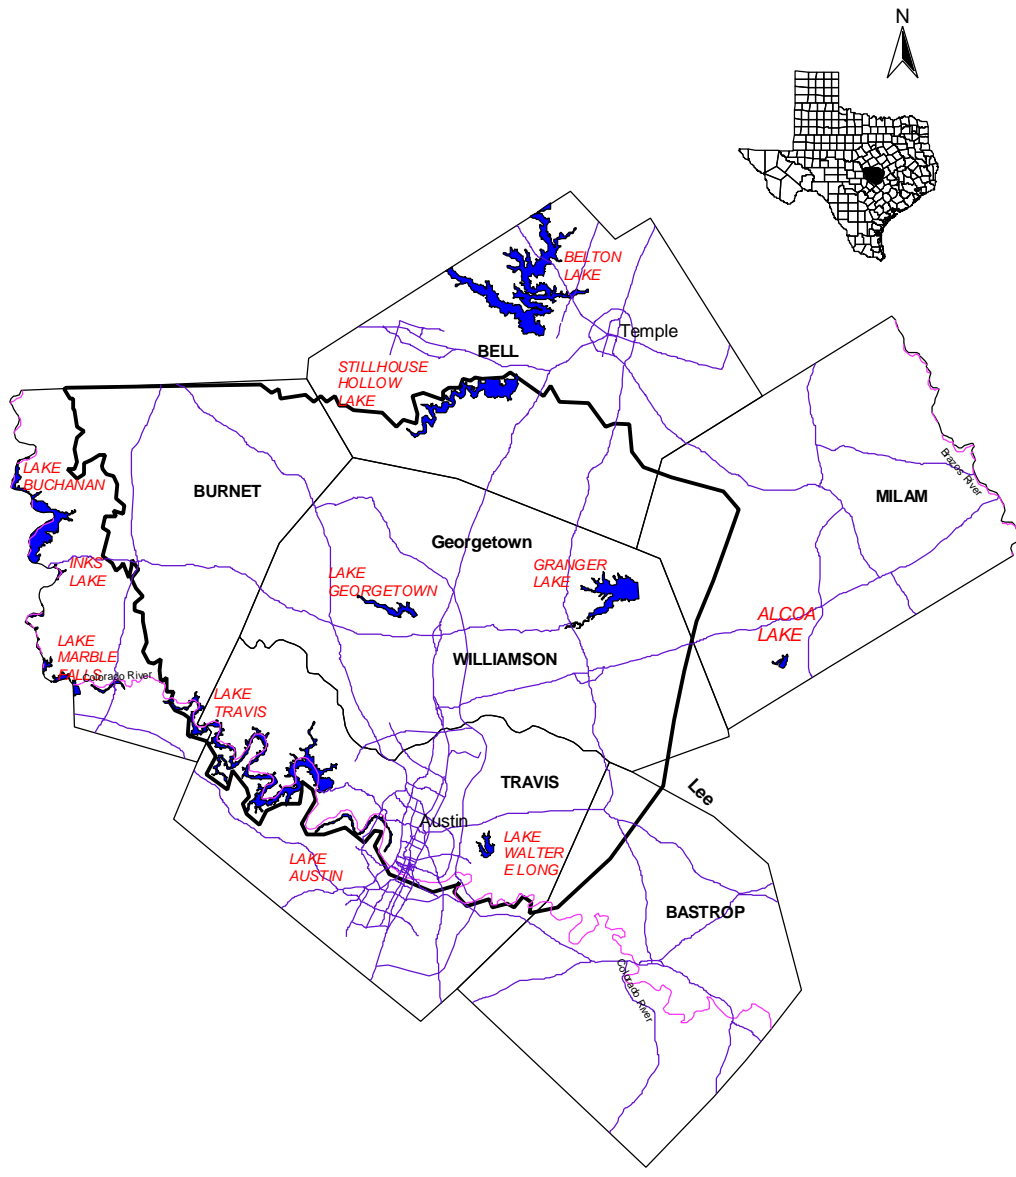 N
BELTON
LAKE
Temple
BELL
STILLHOUSE
HOLLOW
LAKE
LAKE
BUCHANAN
BURNET
Brazos River
MILAM
Georgetown
INKS
LAKE
LAKE
GEORGETOWN
GRANGER
LAKE
ALCOA
LAKE
LAKE
MARBLE
FALLS
Colorado River
WILLIAMSON
LAKE
TRAVIS
TRAVIS
Lee
Austin
LAKE
WALTER
E LONG
LAKE
AUSTIN
BASTROP
Colorado River